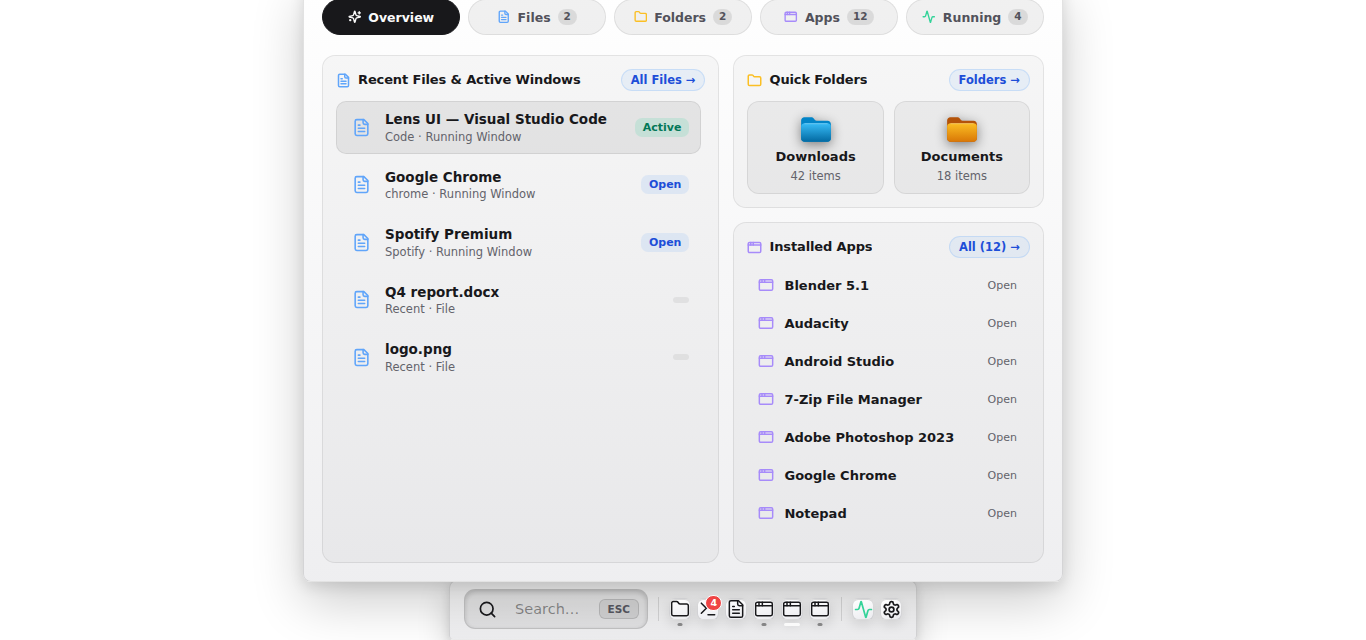 Overview
Files 2
Folders 2
Apps 12
Running 4
Recent Files & Active Windows
All Files →
Lens UI — Visual Studio Code
Code · Running Window
Active
Google Chrome
chrome · Running Window
Open
Spotify Premium
Spotify · Running Window
Open
Q4 report.docx
Recent · File
logo.png
Recent · File
Quick Folders
Folders →
Downloads
42 items
Documents
18 items
Installed Apps
All (12) →
Blender 5.1 Open
Audacity Open
Android Studio Open
7-Zip File Manager Open
Adobe Photoshop 2023 Open
Google Chrome Open
Notepad Open
Search... ESC
4